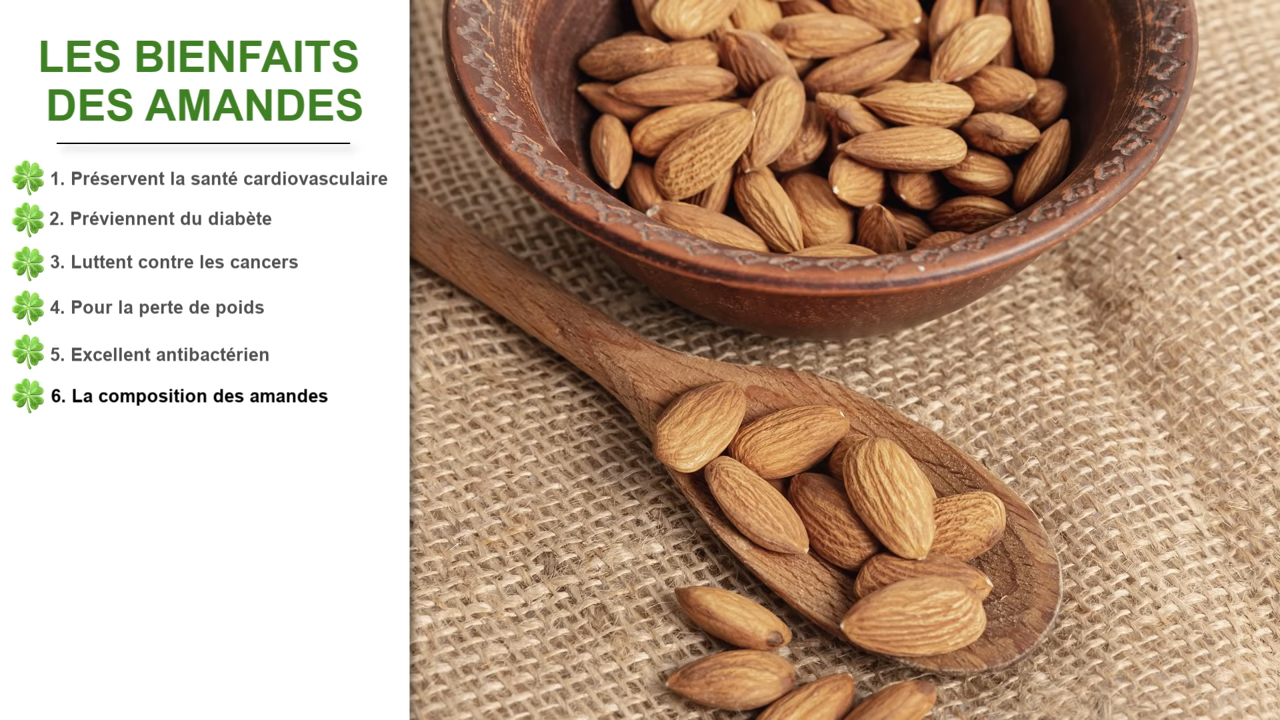 LES BIENFAITS
DES AMANDES
1. Préservent la santé cardiovasculaire
2. Préviennent du diabète
3. Luttent contre les cancers
4. Pour la perte de poids
5. Excellent antibactérien
6. La composition des amandes